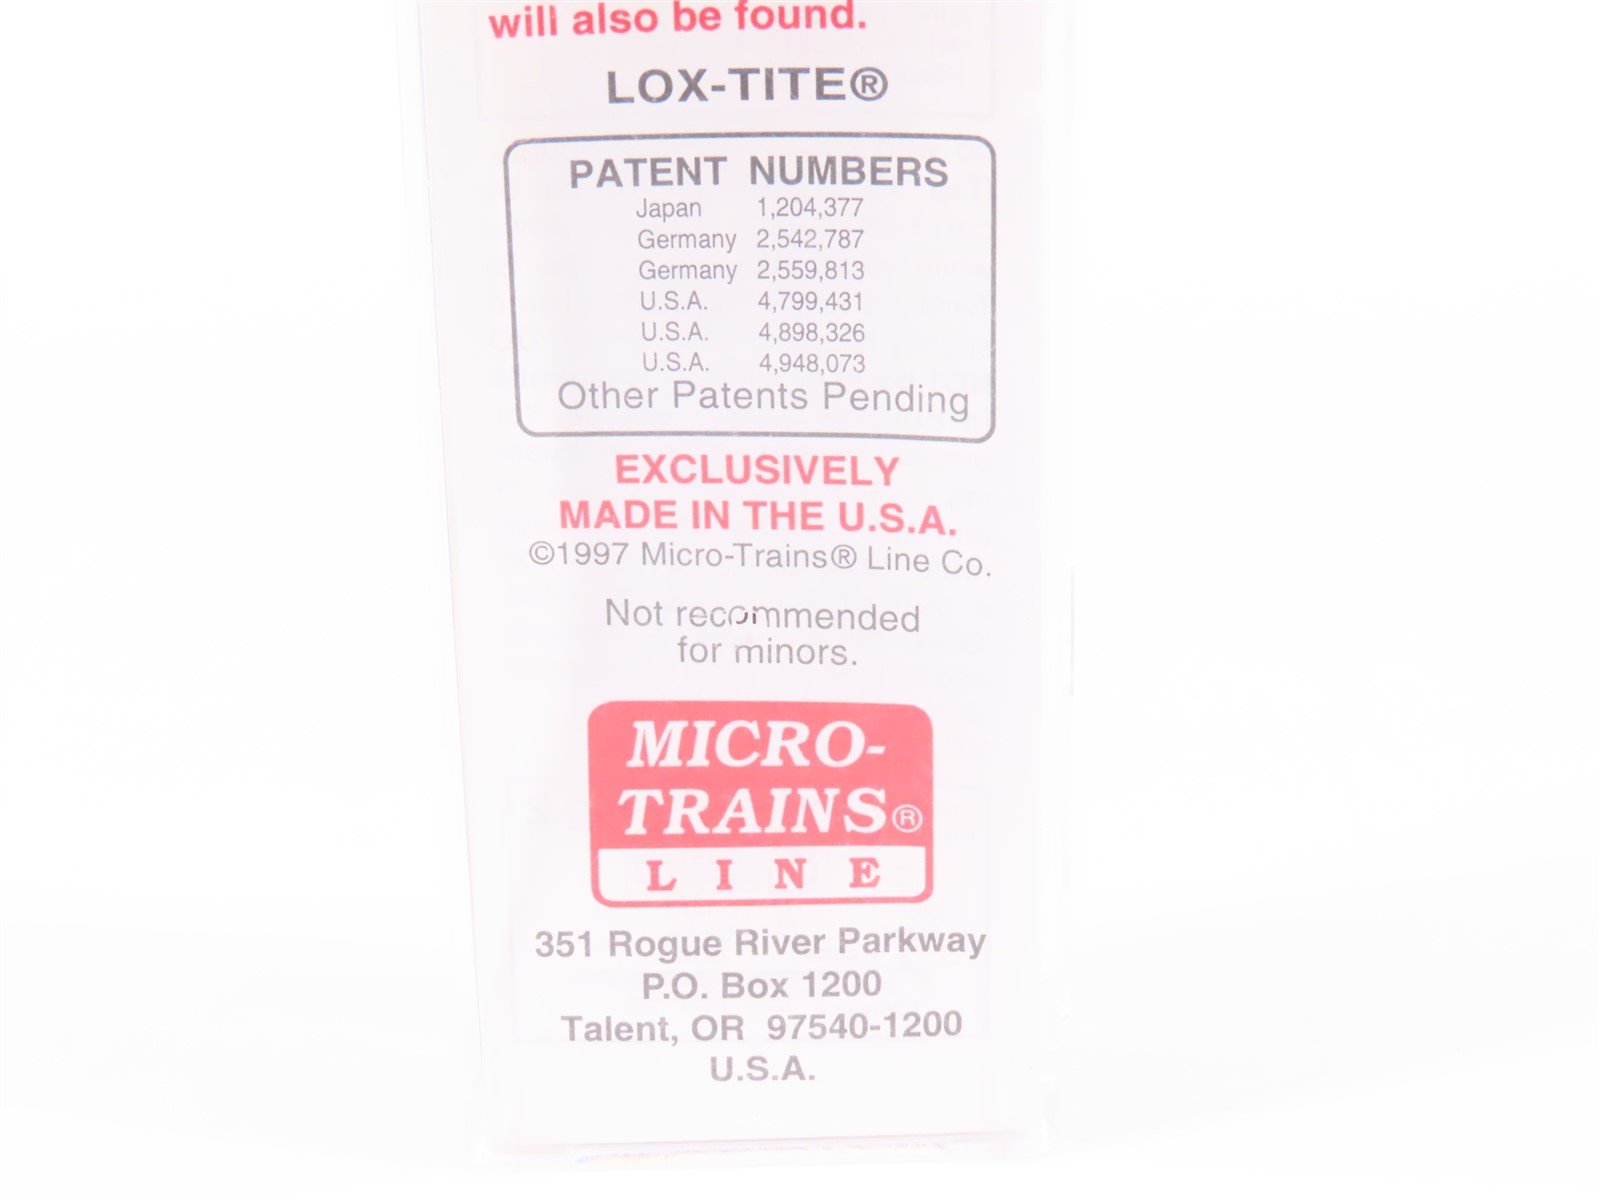 will also be found.
LOX-TITE®
PATENT NUMBERS
Japan 1,204,377
Germany 2,542,787
Germany 2,559,813
U.S.A. 4,799,431
U.S.A. 4,898,326
U.S.A. 4,948,073
Other Patents Pending
EXCLUSIVELY
MADE IN THE U.S.A.
©1997 Micro-Trains® Line Co.
Not recommended
for minors.
MICRO-
TRAINS®
LINE
351 Rogue River Parkway
P.O. Box 1200
Talent, OR 97540-1200
U.S.A.